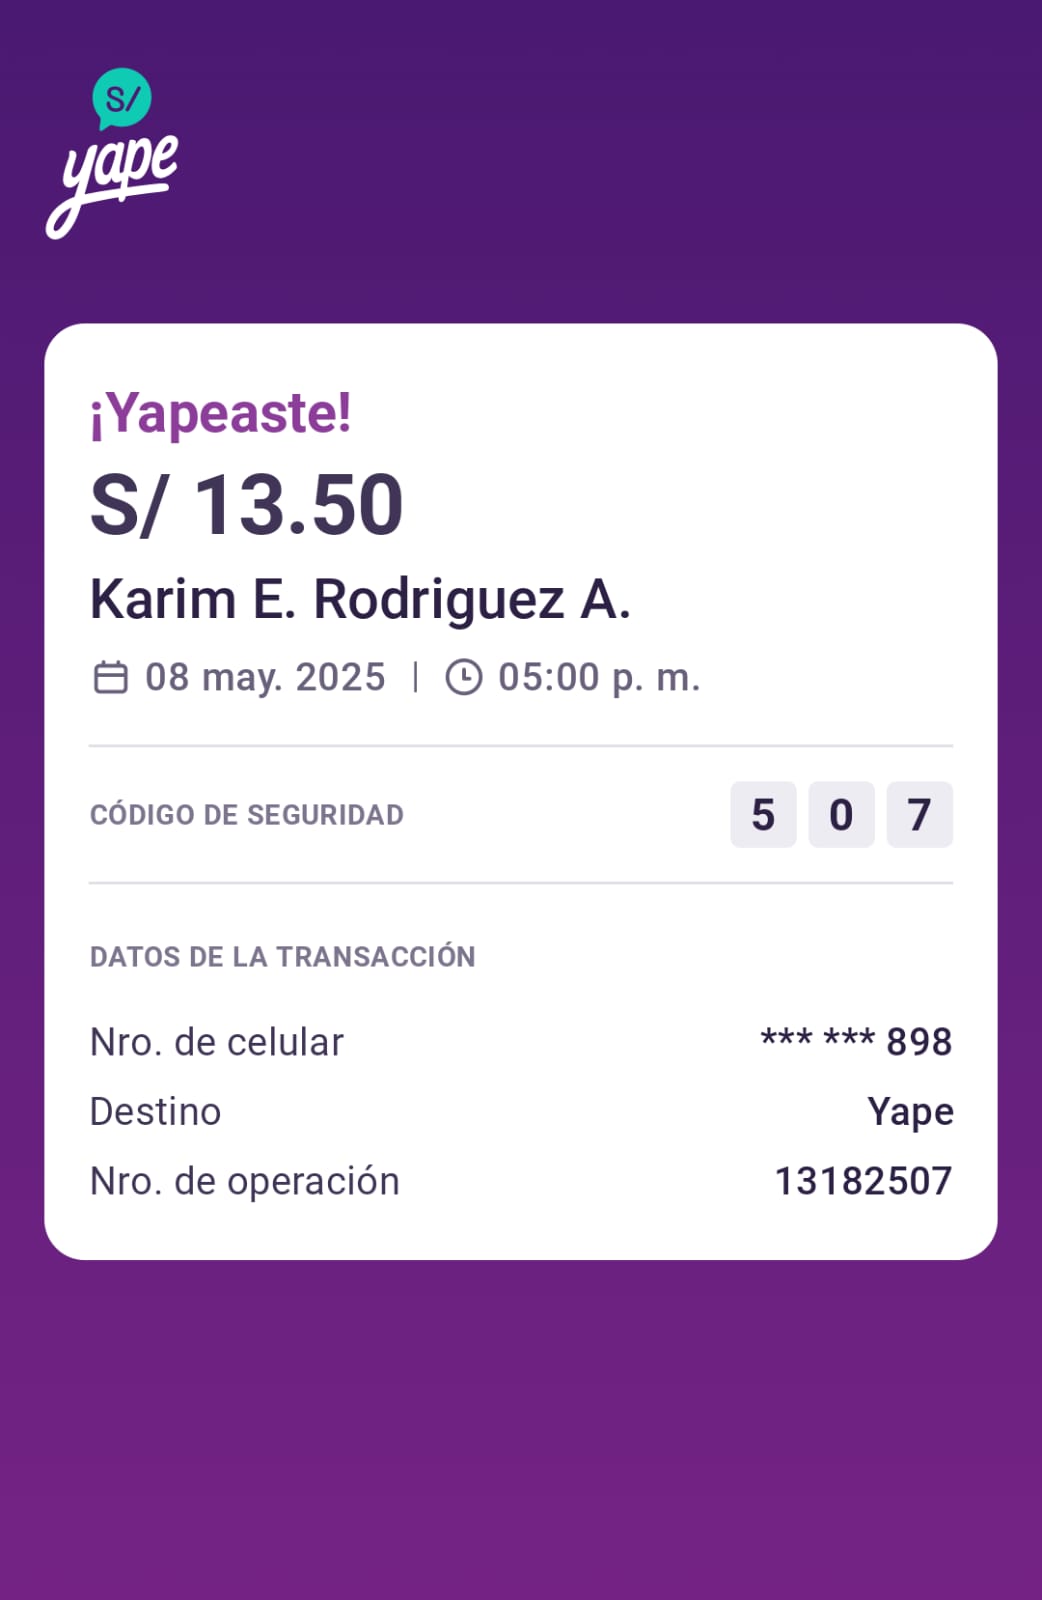 S/
yape
¡Yapeaste!
S/ 13.50
Karim E. Rodriguez A.
08 may. 2025 | 05:00 p. m.
CÓDIGO DE SEGURIDAD 5 0 7
DATOS DE LA TRANSACCIÓN
Nro. de celular *** *** 898
Destino Yape
Nro. de operación 13182507